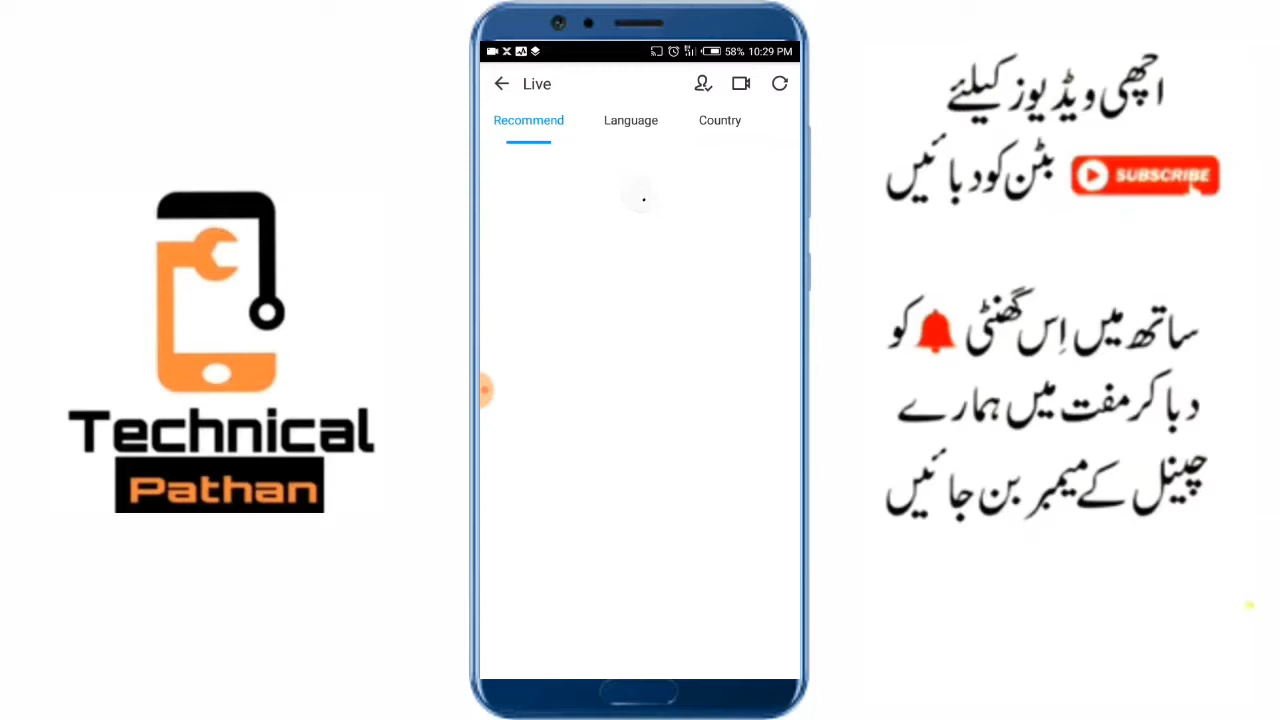 Technical
Pathan
58% 10:29 PM
Live
Recommend Language Country
اچھی ویڈیوز کیلئے
بٹن کو دبائیں SUBSCRIBE
ساتھ میں اِس گھنٹی کو
دبا کر مفت میں ہمارے
چینل کے میمبر بن جائیں